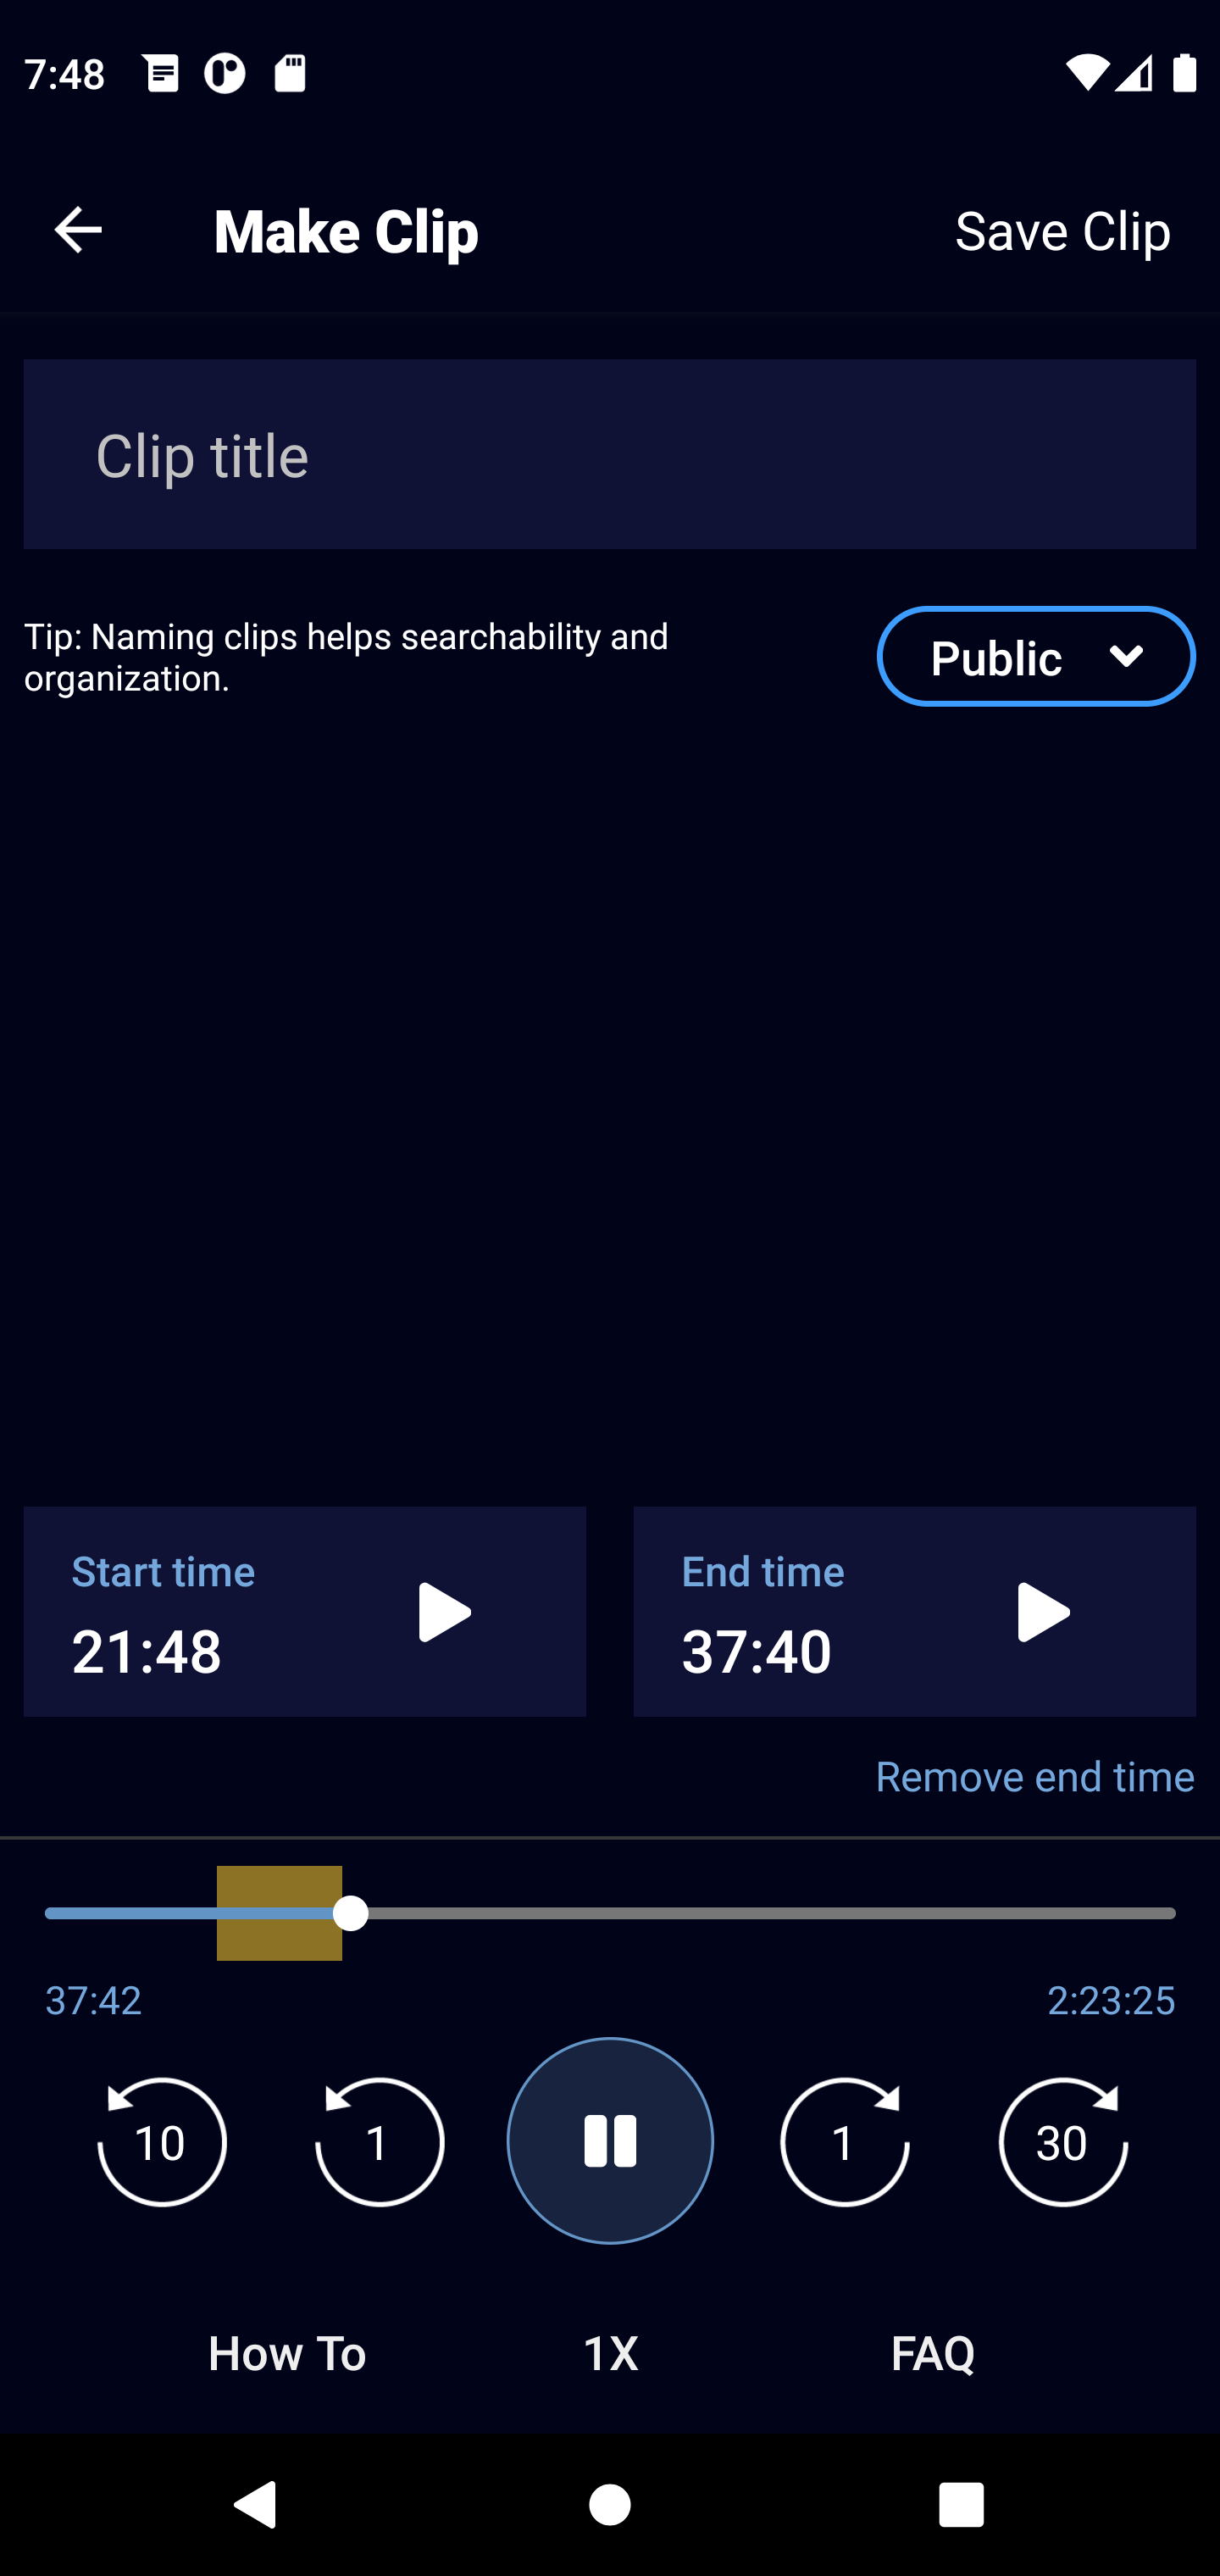 7:48
Make Clip
Save Clip
Clip title
Tip: Naming clips helps searchability and
organization.
Public
Start time
21:48
End time
37:40
Remove end time
37:42
2:23:25
10
1
1
30
How To
1X
FAQ